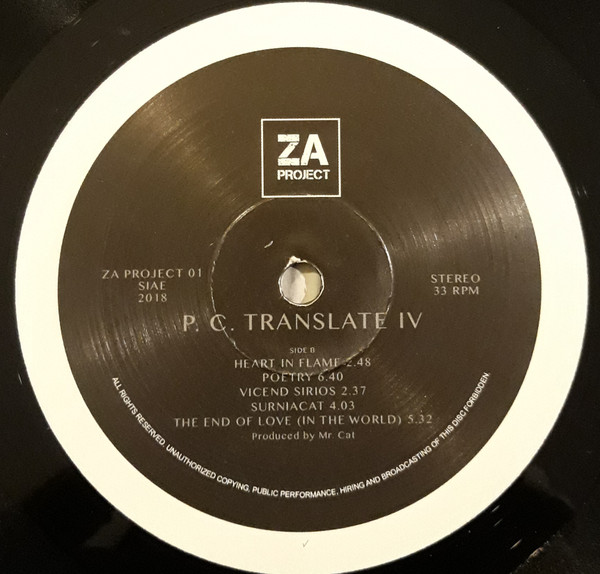 ZA
PROJECT
ZA PROJECT 01
SIAE
2018
STEREO
33 RPM
P. C. TRANSLATE IV
SIDE B
HEART IN FLAME 2.48
POETRY 6.40
VICEND SIRIOS 2.37
SURNIACAT 4.03
THE END OF LOVE (IN THE WORLD) 5.32
Produced by Mr. Cat
ALL RIGHTS RESERVED. UNAUTHORIZED COPYING, PUBLIC PERFORMANCE, HIRING AND BROADCASTING OF THIS DISC FORBIDDEN.